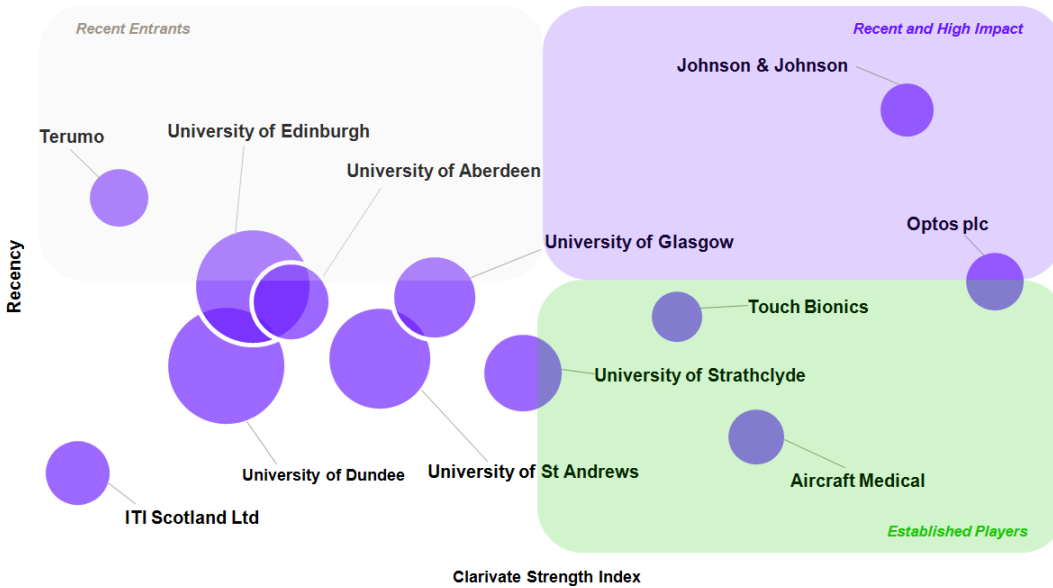 Recent Entrants
Recent and High Impact
Johnson & Johnson
Terumo
University of Edinburgh
University of Aberdeen
Optos plc
University of Glasgow
Recency
Touch Bionics
University of Strathclyde
University of Dundee
University of St Andrews
Aircraft Medical
ITI Scotland Ltd
Established Players
Clarivate Strength Index